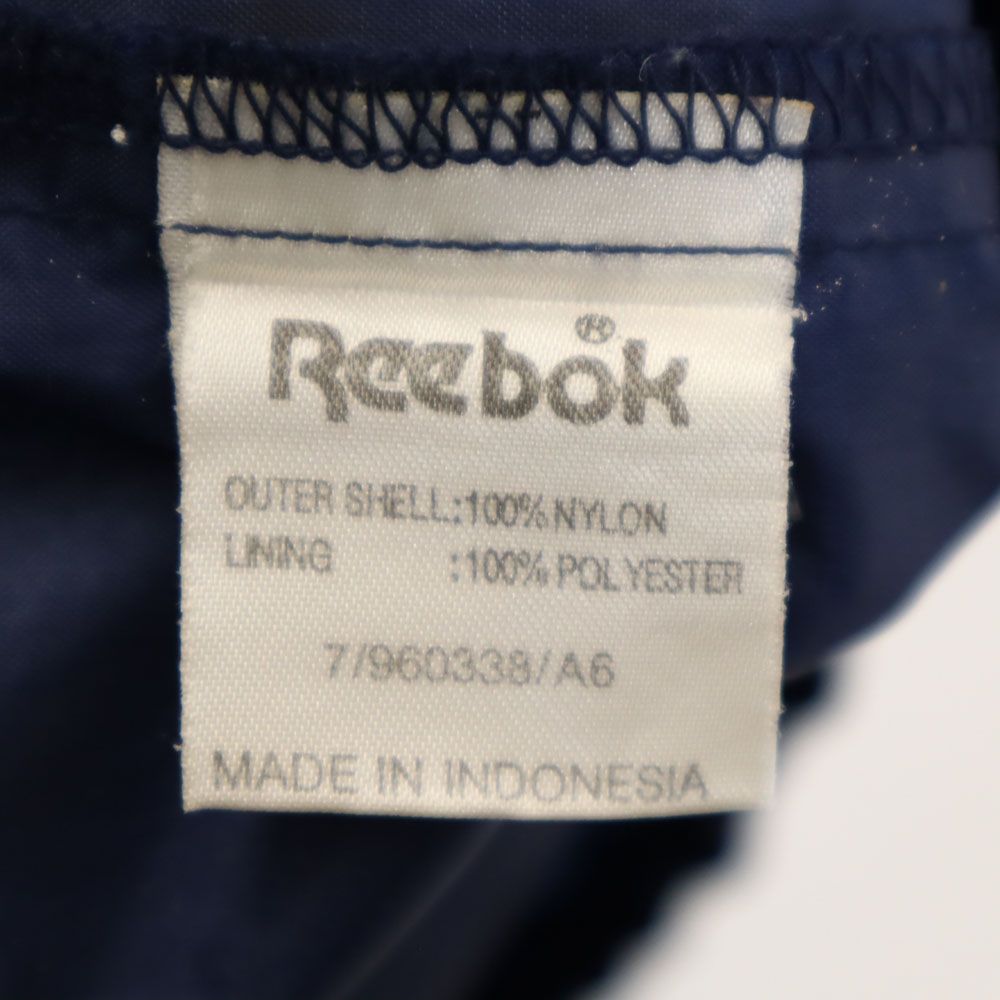 Reebok®
OUTER SHELL:100% NYLON
LINING :100% POLYESTER
7/960338/A6
MADE IN INDONESIA